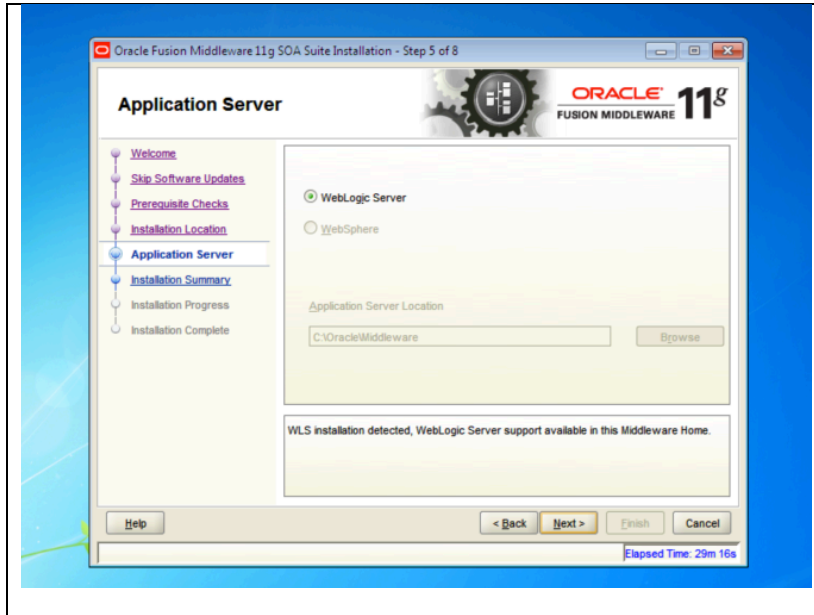 Oracle Fusion Middleware 11g SOA Suite Installation - Step 5 of 8
Application Server
ORACLE
FUSION MIDDLEWARE
11g
Welcome
Skip Software Updates
Prerequisite Checks
Installation Location
Application Server
Installation Summary
Installation Progress
Installation Complete
WebLogic Server
WebSphere
Application Server Location
C:\Oracle\Middleware
Browse
WLS installation detected, WebLogic Server support available in this Middleware Home.
Help
< Back
Next >
Finish
Cancel
Elapsed Time: 29m 16s